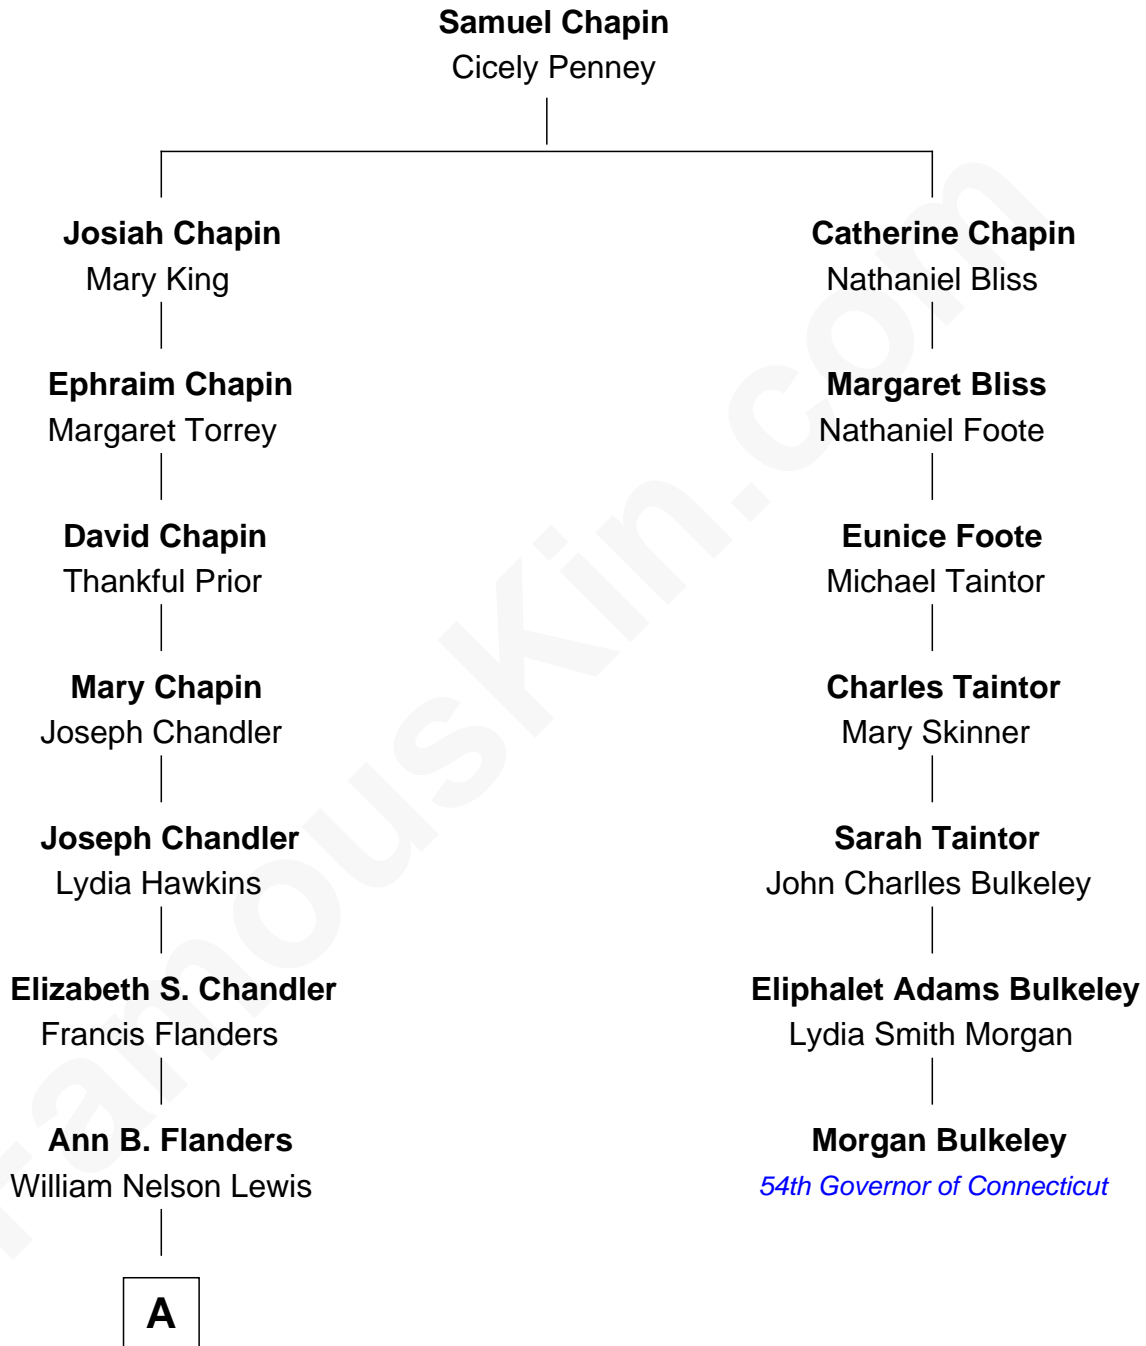 Samuel Chapin
Cicely Penney
Josiah Chapin
Mary King
Catherine Chapin
Nathaniel Bliss
Ephraim Chapin
Margaret Torrey
Margaret Bliss
Nathaniel Foote
David Chapin
Thankful Prior
Eunice Foote
Michael Taintor
Mary Chapin
Joseph Chandler
Charles Taintor
Mary Skinner
Joseph Chandler
Lydia Hawkins
Sarah Taintor
John Charlles Bulkeley
Elizabeth S. Chandler
Francis Flanders
Eliphalet Adams Bulkeley
Lydia Smith Morgan
Ann B. Flanders
William Nelson Lewis
Morgan Bulkeley
54th Governor of Connecticut
A
FamousKin.com